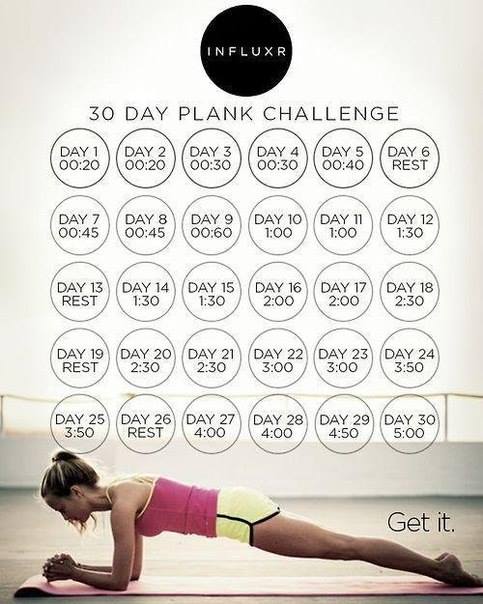 INFLUXR
30 DAY PLANK CHALLENGE
DAY 1 DAY 2 DAY 3 DAY 4 DAY 5 DAY 6
00:20 00:20 00:30 00:30 00:40 REST
DAY 7 DAY 8 DAY 9 DAY 10 DAY 11 DAY 12
00:45 00:45 00:60 1:00 1:00 1:30
DAY 13 DAY 14 DAY 15 DAY 16 DAY 17 DAY 18
REST 1:30 1:30 2:00 2:00 2:30
DAY 19 DAY 20 DAY 21 DAY 22 DAY 23 DAY 24
REST 2:30 2:30 3:00 3:00 3:50
DAY 25 DAY 26 DAY 27 DAY 28 DAY 29 DAY 30
3:50 REST 4:00 4:00 4:50 5:00
Get it.